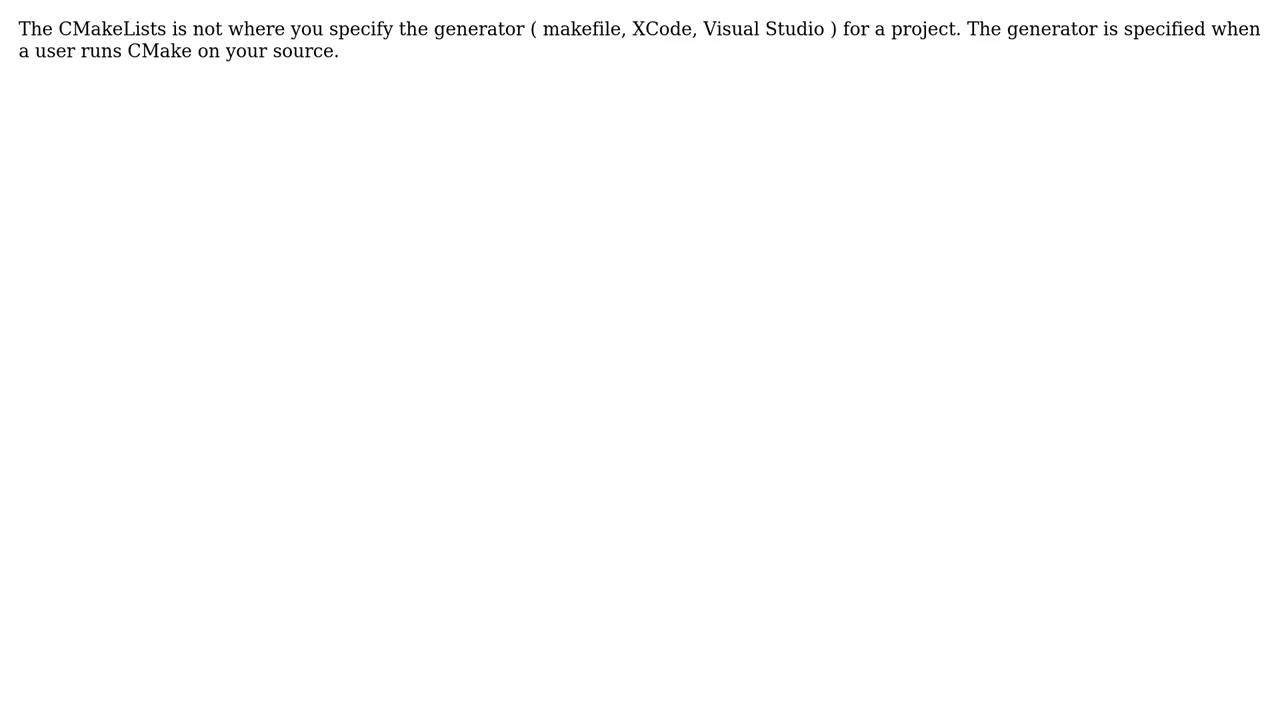 The CMakeLists is not where you specify the generator ( makefile, XCode, Visual Studio ) for a project. The generator is specified when
a user runs CMake on your source.